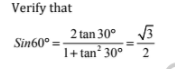 Verify that
Sin60° = 2 tan 30° / 1 + tan² 30° = √3 / 2